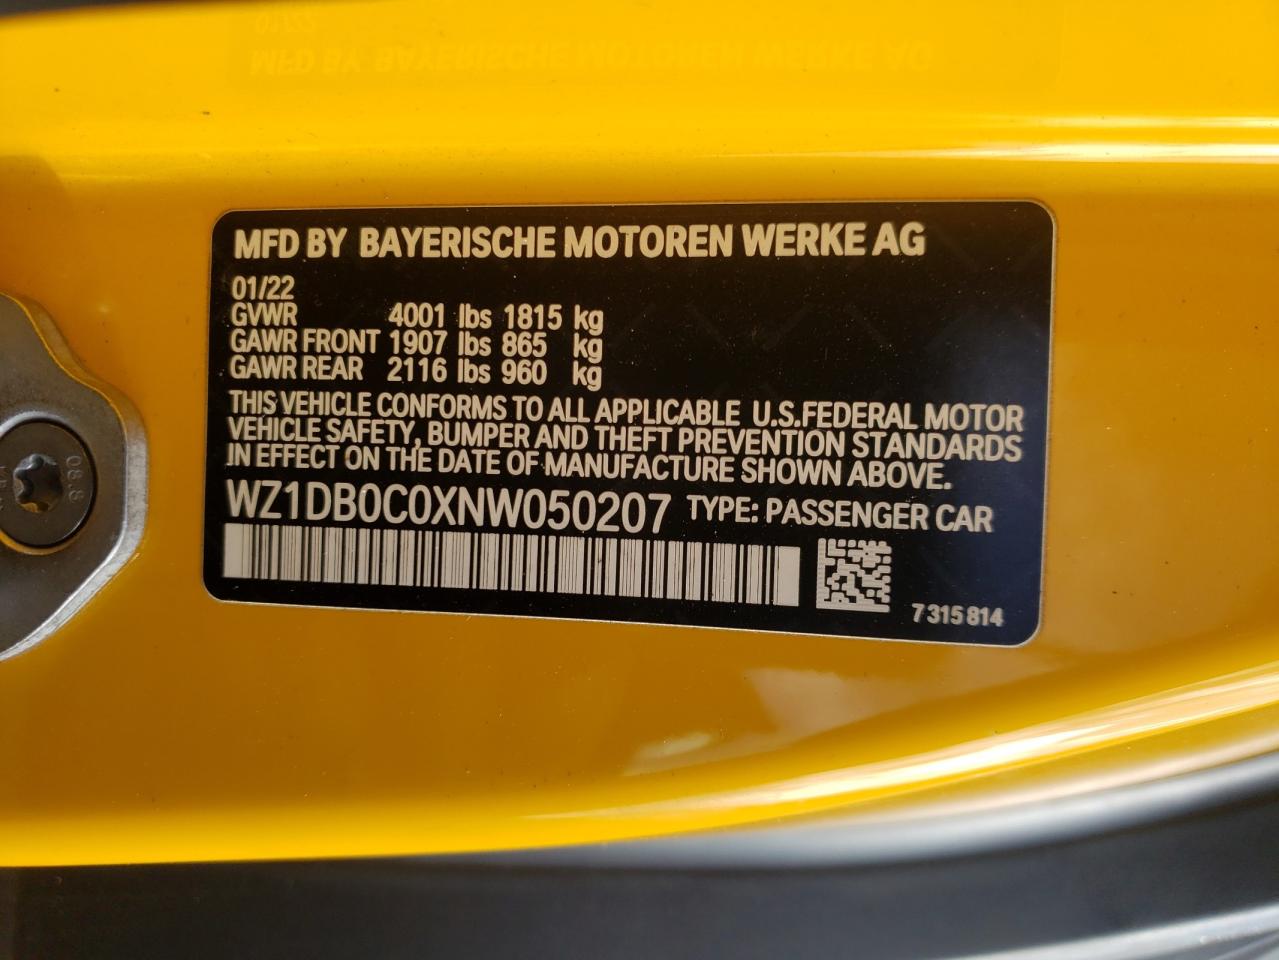 MFD BY BAYERISCHE MOTOREN WERKE AG
01/22
GVWR 4001 lbs 1815 kg
GAWR FRONT 1907 lbs 865 kg
GAWR REAR 2116 lbs 960 kg
THIS VEHICLE CONFORMS TO ALL APPLICABLE U.S.FEDERAL MOTOR
VEHICLE SAFETY, BUMPER AND THEFT PREVENTION STANDARDS
IN EFFECT ON THE DATE OF MANUFACTURE SHOWN ABOVE.
WZ1DB0C0XNW050207 TYPE: PASSENGER CAR
7 315 814
08.8